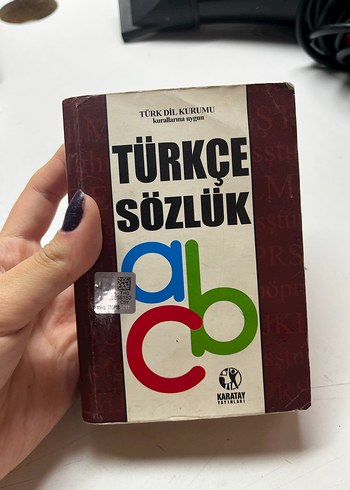 TÜRK DİL KURUMU
kurallarına uygun
TÜRKÇE
SÖZLÜK
abc
KARATAY
YAYINLARI